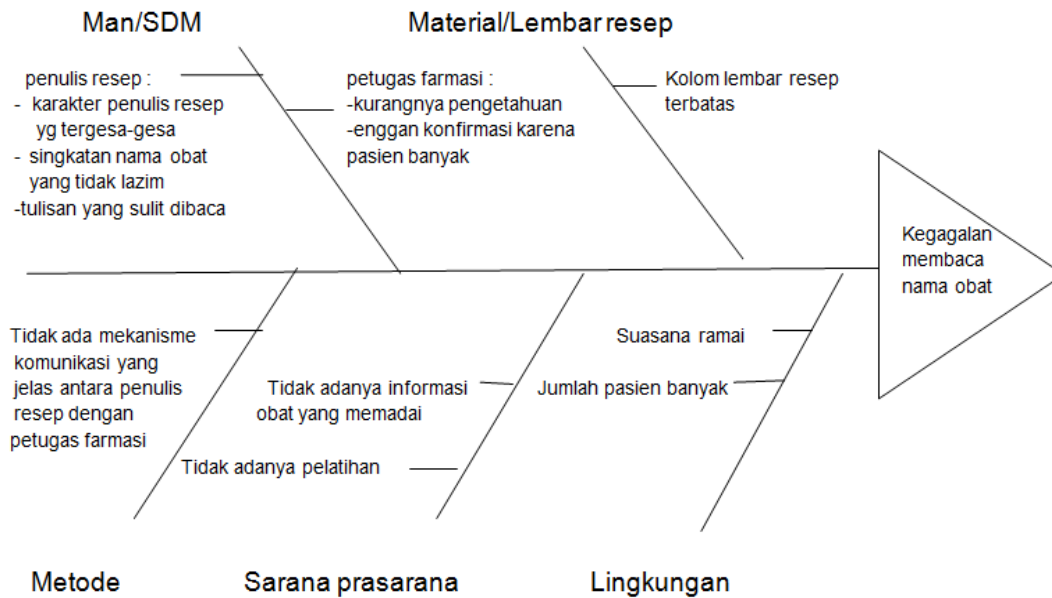 Man/SDM
Material/Lembar resep
penulis resep :
- karakter penulis resep
yg tergesa-gesa
- singkatan nama obat
yang tidak lazim
-tulisan yang sulit dibaca
petugas farmasi :
-kurangnya pengetahuan
-enggan konfirmasi karena
pasien banyak
Kolom lembar resep
terbatas
Kegagalan
membaca
nama obat
Tidak ada mekanisme
komunikasi yang
jelas antara penulis
resep dengan
petugas farmasi
Tidak adanya informasi
obat yang memadai
Tidak adanya pelatihan
Suasana ramai
Jumlah pasien banyak
Metode
Sarana prasarana
Lingkungan